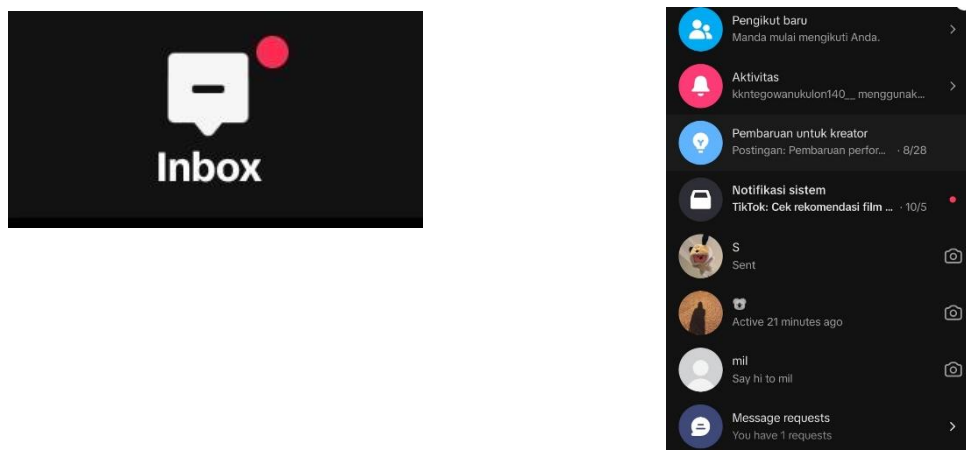 Inbox
Pengikut baru
Manda mulai mengikuti Anda.
Aktivitas
kkntegowanukulon140__ menggunak...
Pembaruan untuk kreator
Postingan: Pembaruan perfor... · 8/28
Notifikasi sistem
TikTok: Cek rekomendasi film ... · 10/5
S
Sent
Active 21 minutes ago
mil
Say hi to mil
Message requests
You have 1 requests